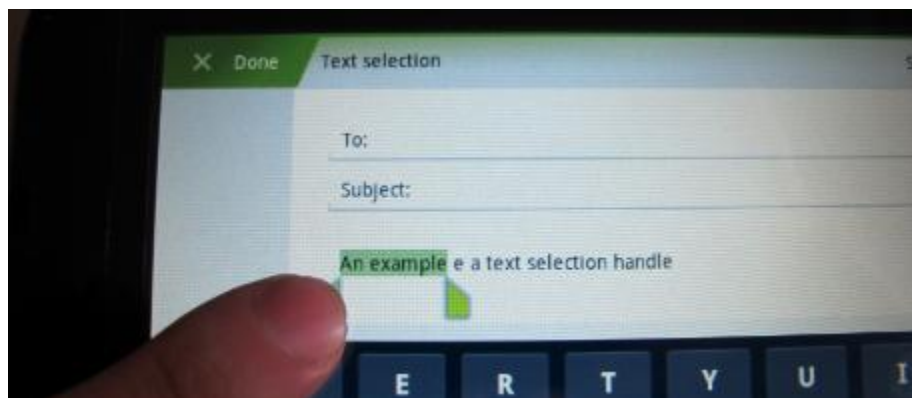 × Done Text selection
To:
Subject:
An example e a text selection handle
E R T Y U I